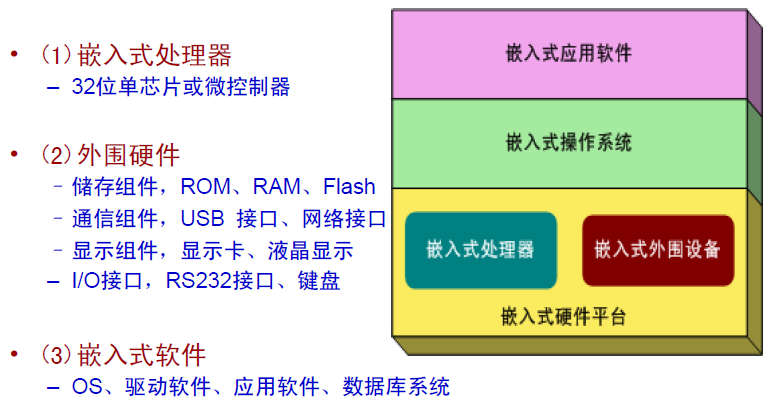 • (1)嵌入式处理器
– 32位单芯片或微控制器
• (2)外围硬件
– 储存组件，ROM、RAM、Flash
– 通信组件，USB 接口、网络接口
– 显示组件，显示卡、液晶显示
– I/O接口，RS232接口、键盘
• (3)嵌入式软件
– OS、驱动软件、应用软件、数据库系统
嵌入式应用软件
嵌入式操作系统
嵌入式处理器
嵌入式外围设备
嵌入式硬件平台